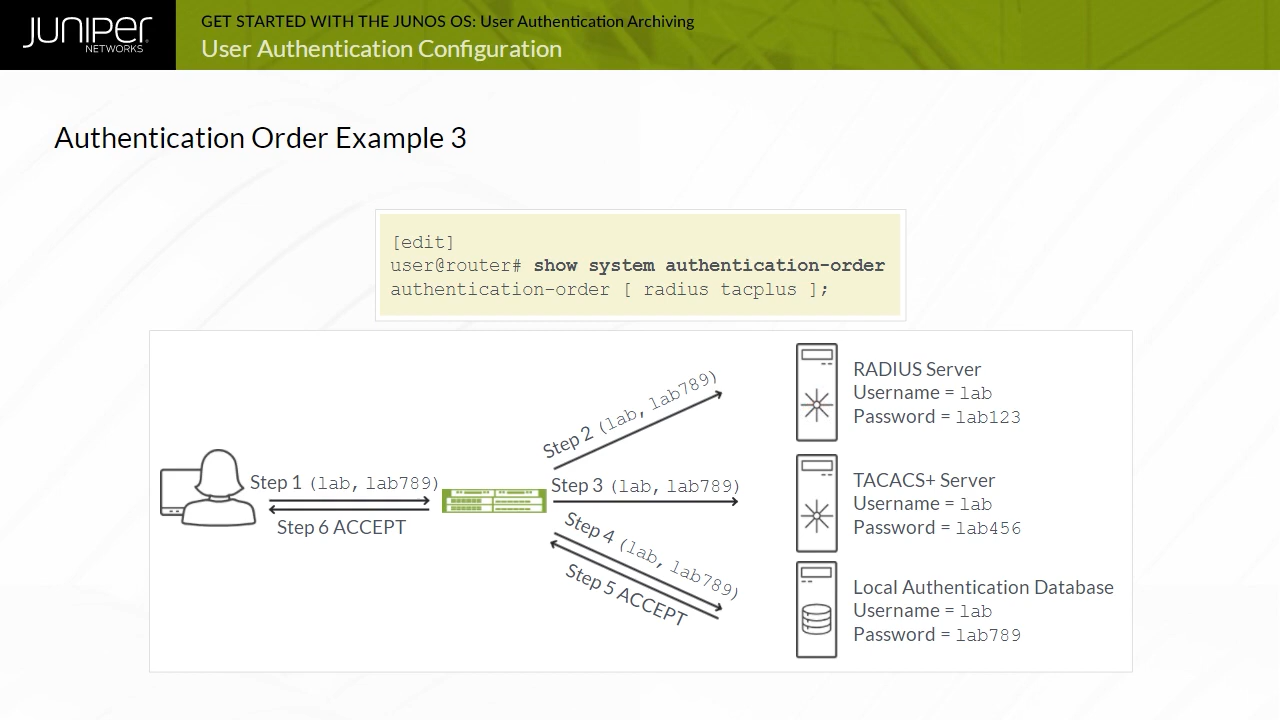 JUNIPER
NETWORKS
GET STARTED WITH THE JUNOS OS: User Authentication Archiving
User Authentication Configuration
Authentication Order Example 3
[edit]
user@router# show system authentication-order
authentication-order [ radius tacplus ];
Step 1 (lab, lab789)
Step 6 ACCEPT
Step 2 (lab, lab789)
Step 3 (lab, lab789)
Step 4 (lab, lab789)
Step 5 ACCEPT
RADIUS Server
Username = lab
Password = lab123
TACACS+ Server
Username = lab
Password = lab456
Local Authentication Database
Username = lab
Password = lab789